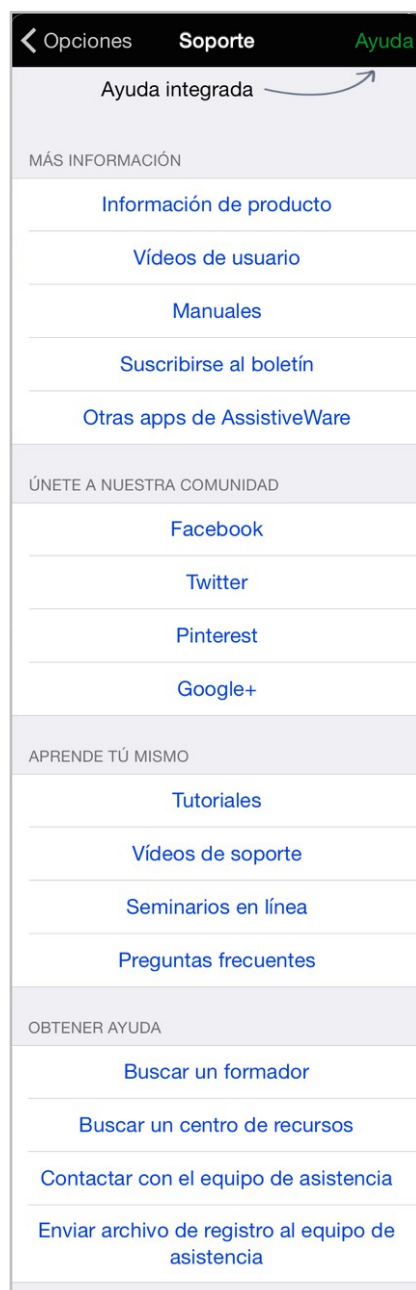 Opciones Soporte Ayuda
Ayuda integrada
MÁS INFORMACIÓN
Información de producto
Vídeos de usuario
Manuales
Suscribirse al boletín
Otras apps de AssistiveWare
ÚNETE A NUESTRA COMUNIDAD
Facebook
Twitter
Pinterest
Google+
APRENDE TÚ MISMO
Tutoriales
Vídeos de soporte
Seminarios en línea
Preguntas frecuentes
OBTENER AYUDA
Buscar un formador
Buscar un centro de recursos
Contactar con el equipo de asistencia
Enviar archivo de registro al equipo de
asistencia